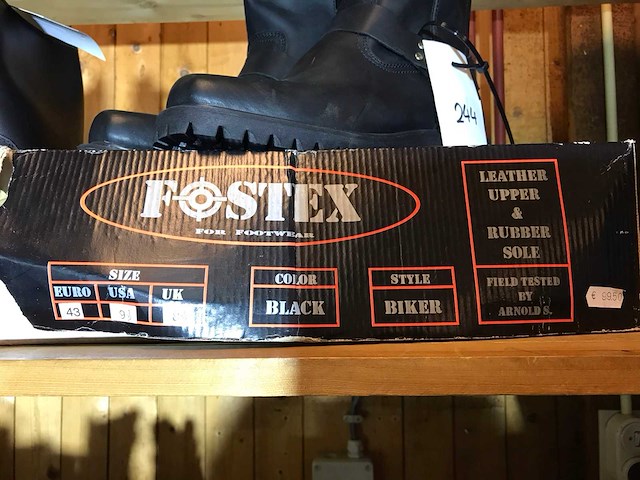 244
FOSTEX
FOR FOOTWEAR
SIZE
EURO USA UK
43
COLOR
BLACK
STYLE
BIKER
LEATHER
UPPER
&
RUBBER
SOLE
FIELD TESTED
BY
ARNOLD S.